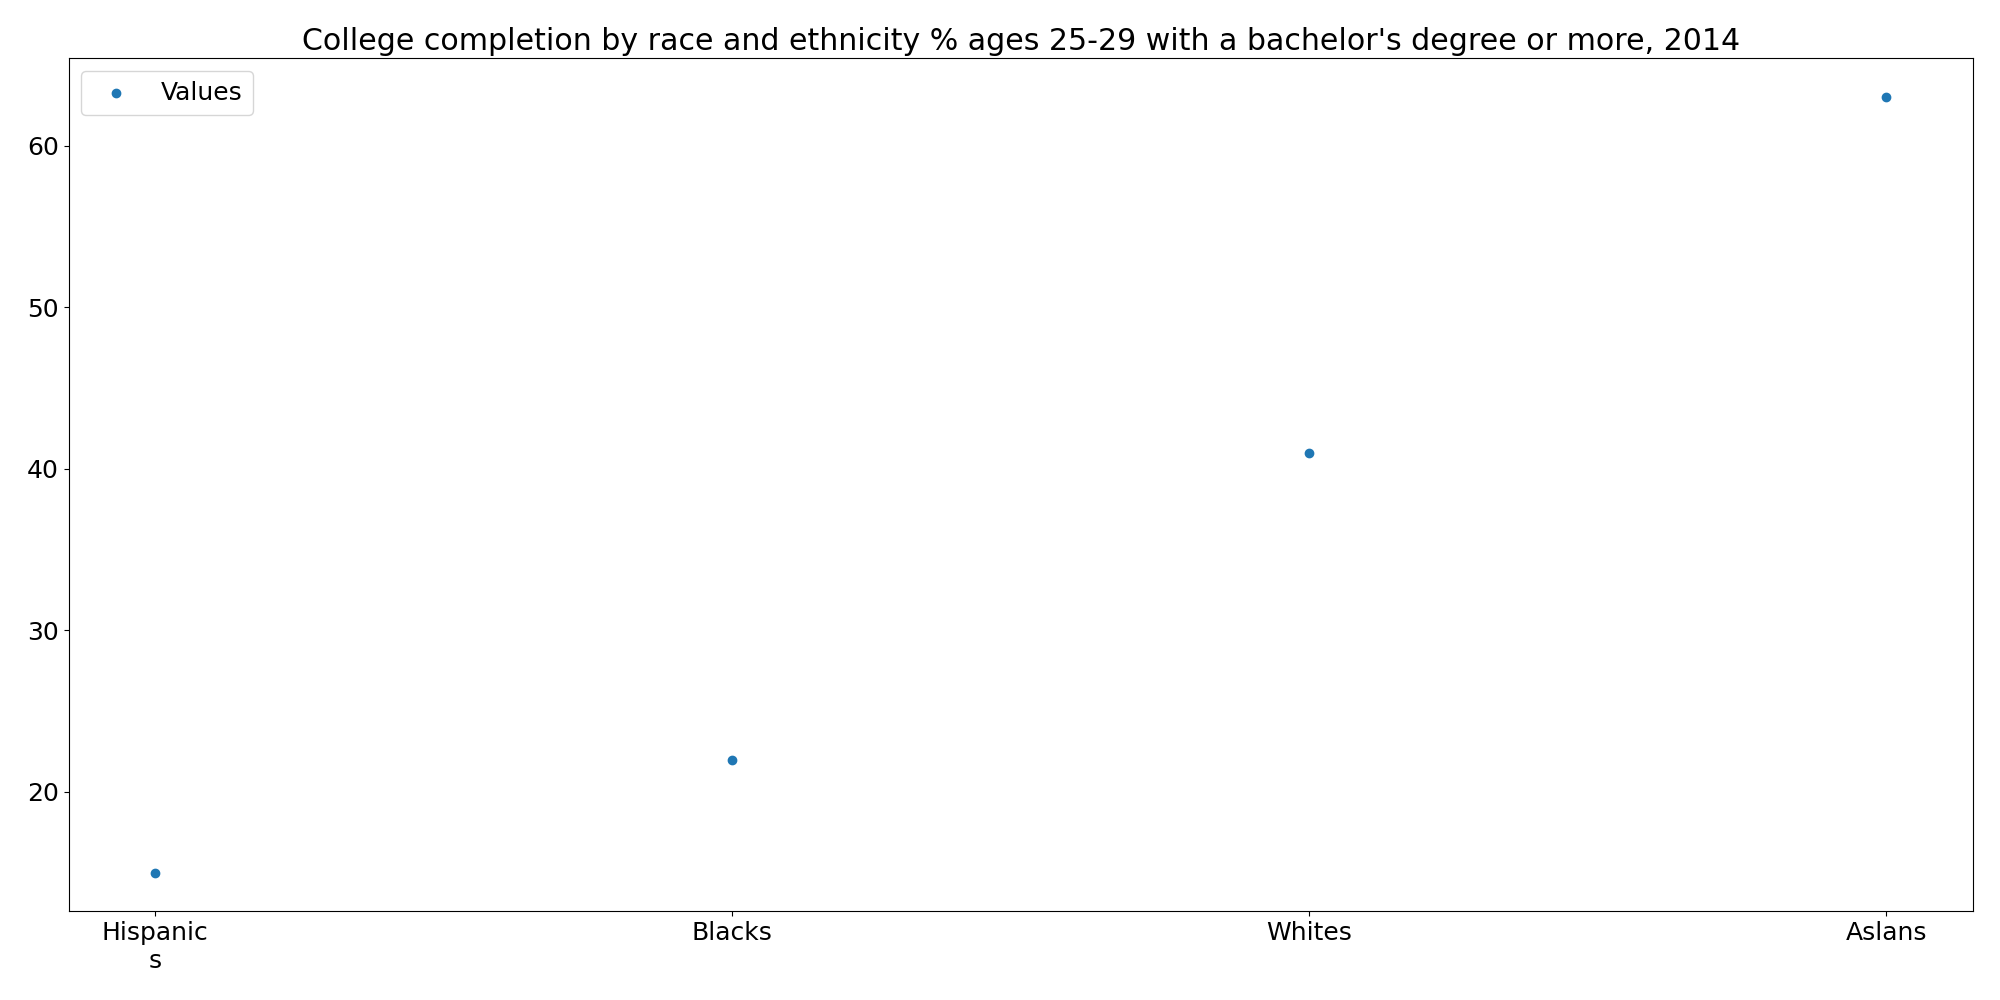 College completion by race and ethnicity % ages 25-29 with a bachelor's degree or more, 2014
Values
60
50
40
30
20
Hispanic
s
Blacks
Whites
Aslans